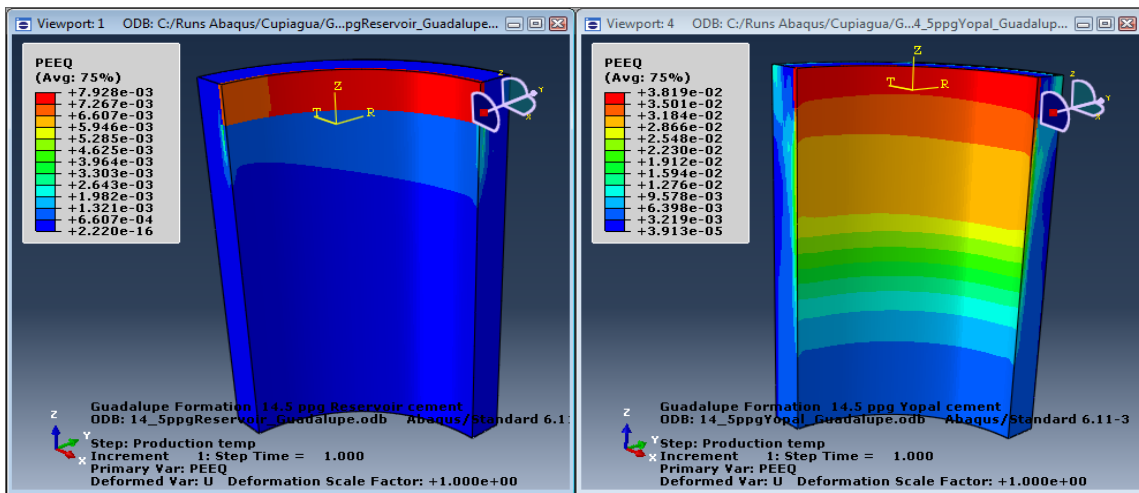 Viewport: 1 ODB: C:/Runs Abaqus/Cupiagua/G...pgReservoir_Guadalupe...
PEEQ
(Avg: 75%)
+7.928e-03
+7.267e-03
+6.607e-03
+5.946e-03
+5.285e-03
+4.625e-03
+3.964e-03
+3.303e-03
+2.643e-03
+1.982e-03
+1.321e-03
+6.607e-04
+2.220e-16
Z
T
R
Z
Y
X
Guadalupe Formation 14.5 ppg Reservoir cement
ODB: 14_5ppgReservoir_Guadalupe.odb Abaqus/Standard 6.1
Z
Y
X
Step: Production temp
Increment 1: Step Time = 1.000
Primary Var: PEEQ
Deformed Var: U Deformation Scale Factor: +1.000e+00
Viewport: 4 ODB: C:/Runs Abaqus/Cupiagua/G...4_5ppgYopal_Guadalup...
PEEQ
(Avg: 75%)
+3.819e-02
+3.501e-02
+3.184e-02
+2.866e-02
+2.548e-02
+2.230e-02
+1.912e-02
+1.594e-02
+1.276e-02
+9.578e-03
+6.398e-03
+3.219e-03
+3.913e-05
Z
T
R
Z
Y
X
Guadalupe Formation 14.5 ppg Yopal cement
ODB: 14_5ppgYopal_Guadalupe.odb Abaqus/Standard 6.11-3
Z
Y
X
Step: Production temp
Increment 1: Step Time = 1.000
Primary Var: PEEQ
Deformed Var: U Deformation Scale Factor: +1.000e+00